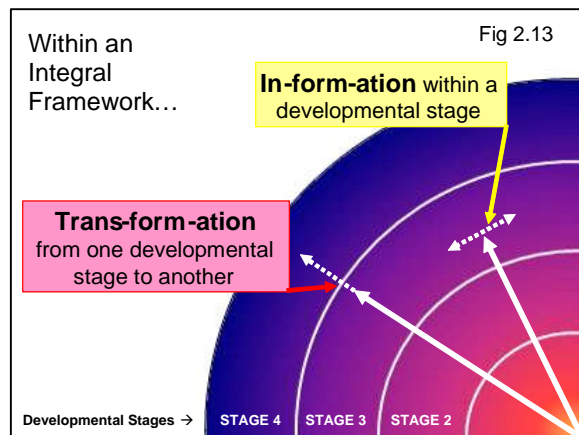 Within an
Integral
Framework…
Fig 2.13
In-form-ation within a
developmental stage
Trans-form-ation
from one developmental
stage to another
Developmental Stages → STAGE 4 STAGE 3 STAGE 2